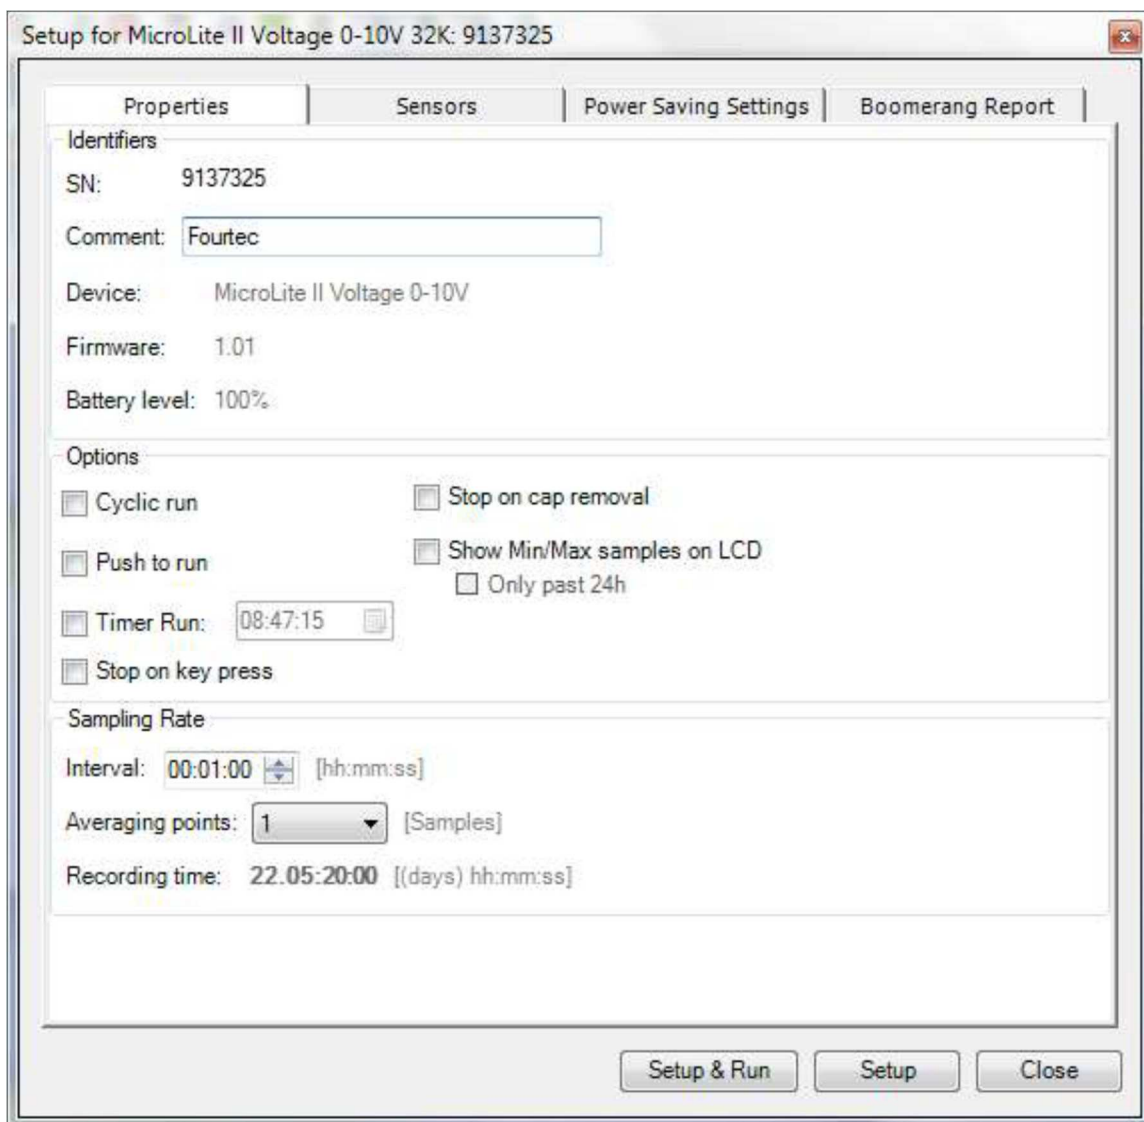 Setup for MicroLite II Voltage 0-10V 32K: 9137325
Properties
Sensors
Power Saving Settings
Boomerang Report
Identifiers
SN: 9137325
Comment: Fourtec
Device: MicroLite II Voltage 0-10V
Firmware: 1.01
Battery level: 100%
Options
Cyclic run
Push to run
Timer Run: 08:47:15
Stop on key press
Stop on cap removal
Show Min/Max samples on LCD
Only past 24h
Sampling Rate
Interval: 00:01:00 [hh:mm:ss]
Averaging points: 1 [Samples]
Recording time: 22.05:20:00 [(days) hh:mm:ss]
Setup & Run
Setup
Close